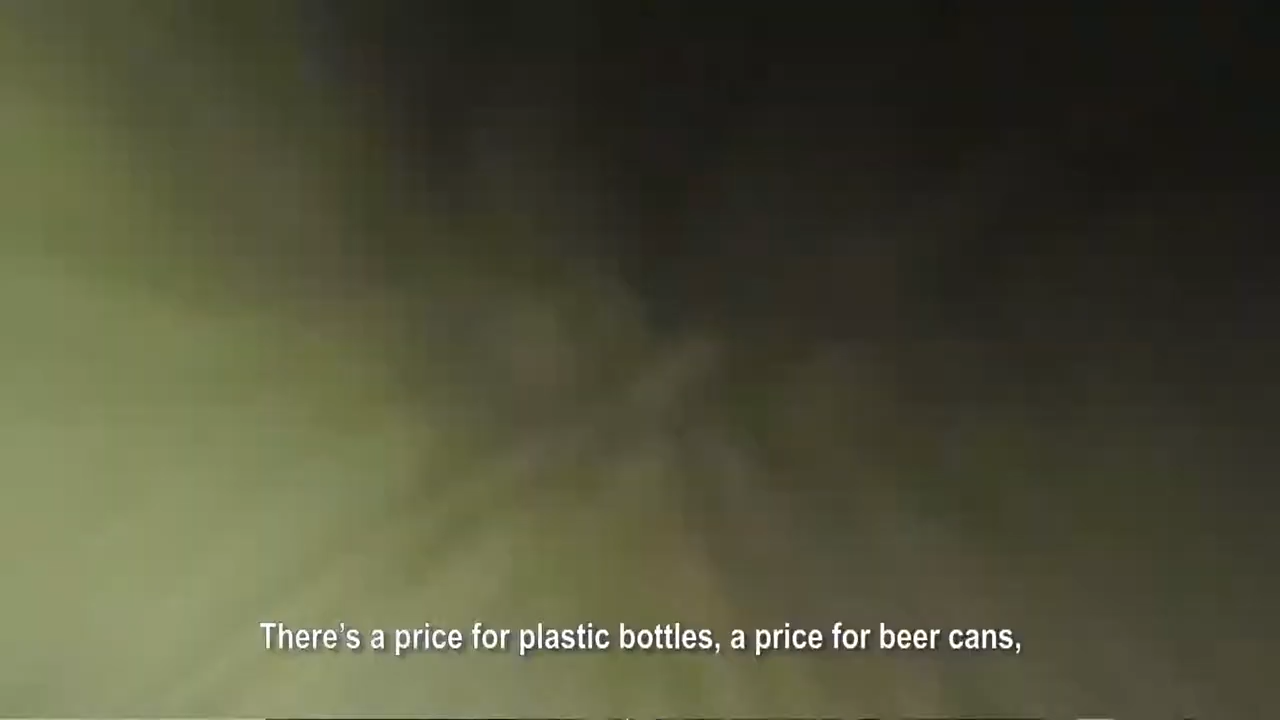 There’s a price for plastic bottles, a price for beer cans,